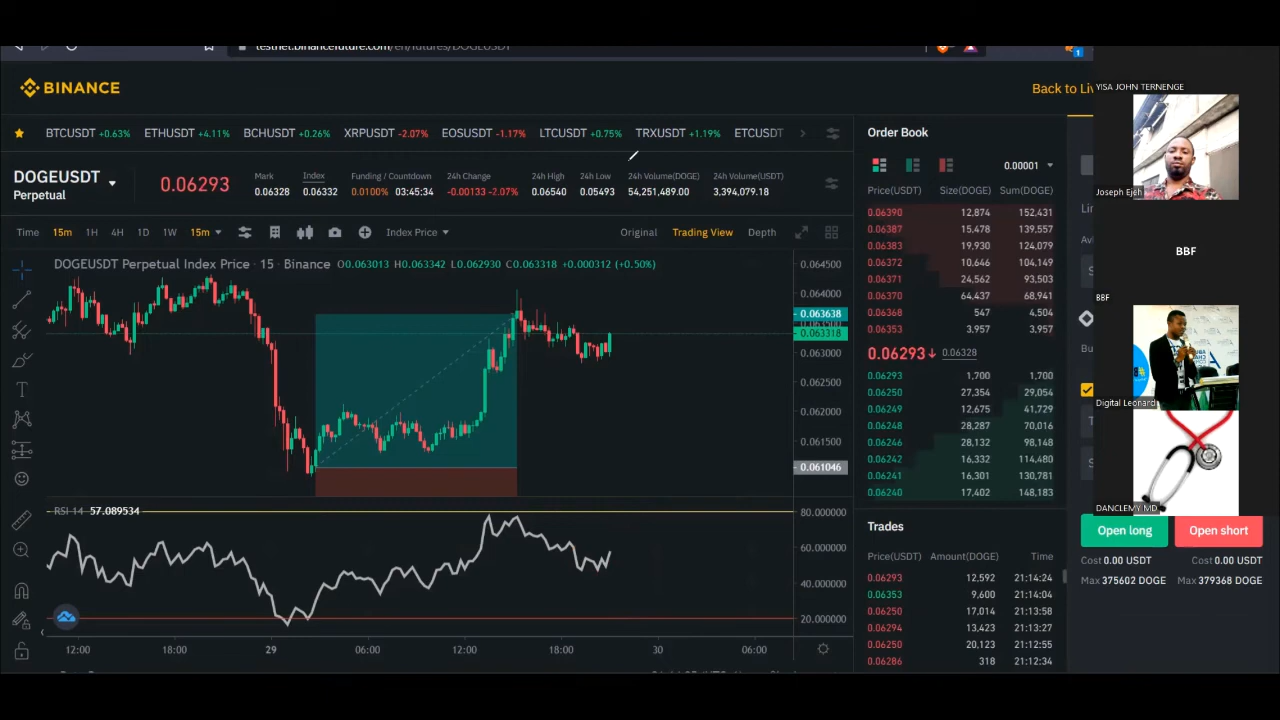 testnet.binancefuture.com/en/futures/DOGEUSDT
1
BINANCE
Back to Li
BTCUSDT +0.63% ETHUSDT +4.11% BCHUSDT +0.26% XRPUSDT -2.07% EOSUSDT -1.17% LTCUSDT +0.75% TRXUSDT +1.19% ETCUSDT
DOGEUSDT
Perpetual
0.06293
Mark Index Funding / Countdown 24h Change 24h High 24h Low 24h Volume(DOGE) 24h Volume(USDT)
0.06328 0.06332 0.0100% 03:45:34 -0.00133 -2.07% 0.06540 0.05493 54,251,489.00 3,394,079.18
Time 15m 1H 4H 1D 1W 15m Index Price Original Trading View Depth
DOGEUSDT Perpetual Index Price · 15 · Binance O0.063013 H0.063342 L0.062930 C0.063318 +0.000312 (+0.50%)
0.064500
0.064000
0.063638
0.063318
0.063000
0.062500
0.062000
0.061500
0.061046
RSI 14 57.089534
80.000000
60.000000
40.000000
20.000000
12:00 18:00 29 06:00 12:00 18:00 30 06:00
Order Book
0.00001
Price(USDT) Size(DOGE) Sum(DOGE)
0.06390 12,874 152,431
0.06387 15,478 139,557
0.06383 19,930 124,079
0.06372 10,646 104,149
0.06371 24,562 93,503
0.06370 64,437 68,941
0.06368 547 4,504
0.06353 3,957 3,957
0.06293↓ 0.06328
0.06293 1,700 1,700
0.06250 27,354 29,054
0.06249 12,675 41,729
0.06248 28,287 70,016
0.06246 28,132 98,148
0.06242 16,332 114,480
0.06241 16,301 130,781
0.06240 17,402 148,183
Trades
Price(USDT) Amount(DOGE) Time
0.06293 12,592 21:14:24
0.06353 9,600 21:14:04
0.06250 17,014 21:13:58
0.06294 13,423 21:13:27
0.06250 20,123 21:12:55
0.06286 318 21:12:34
YISA JOHN TERNENGE
Joseph Ejeh
BBF
BBF
Digital Leonard
DANCLEMY MD
Open long Open short
Cost 0.00 USDT Cost 0.00 USDT
Max 375602 DOGE Max 379368 DOGE